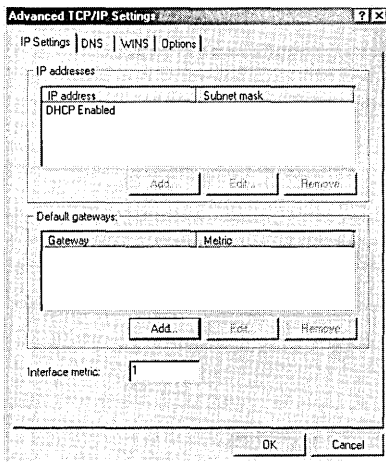 Advanced TCP/IP Settings ? X
IP Settings DNS WINS Options
IP addresses
IP address Subnet mask
DHCP Enabled
Add... Edit... Remove
Default gateways:
Gateway Metric
Add... Edit... Remove
Interface metric: 1
OK Cancel